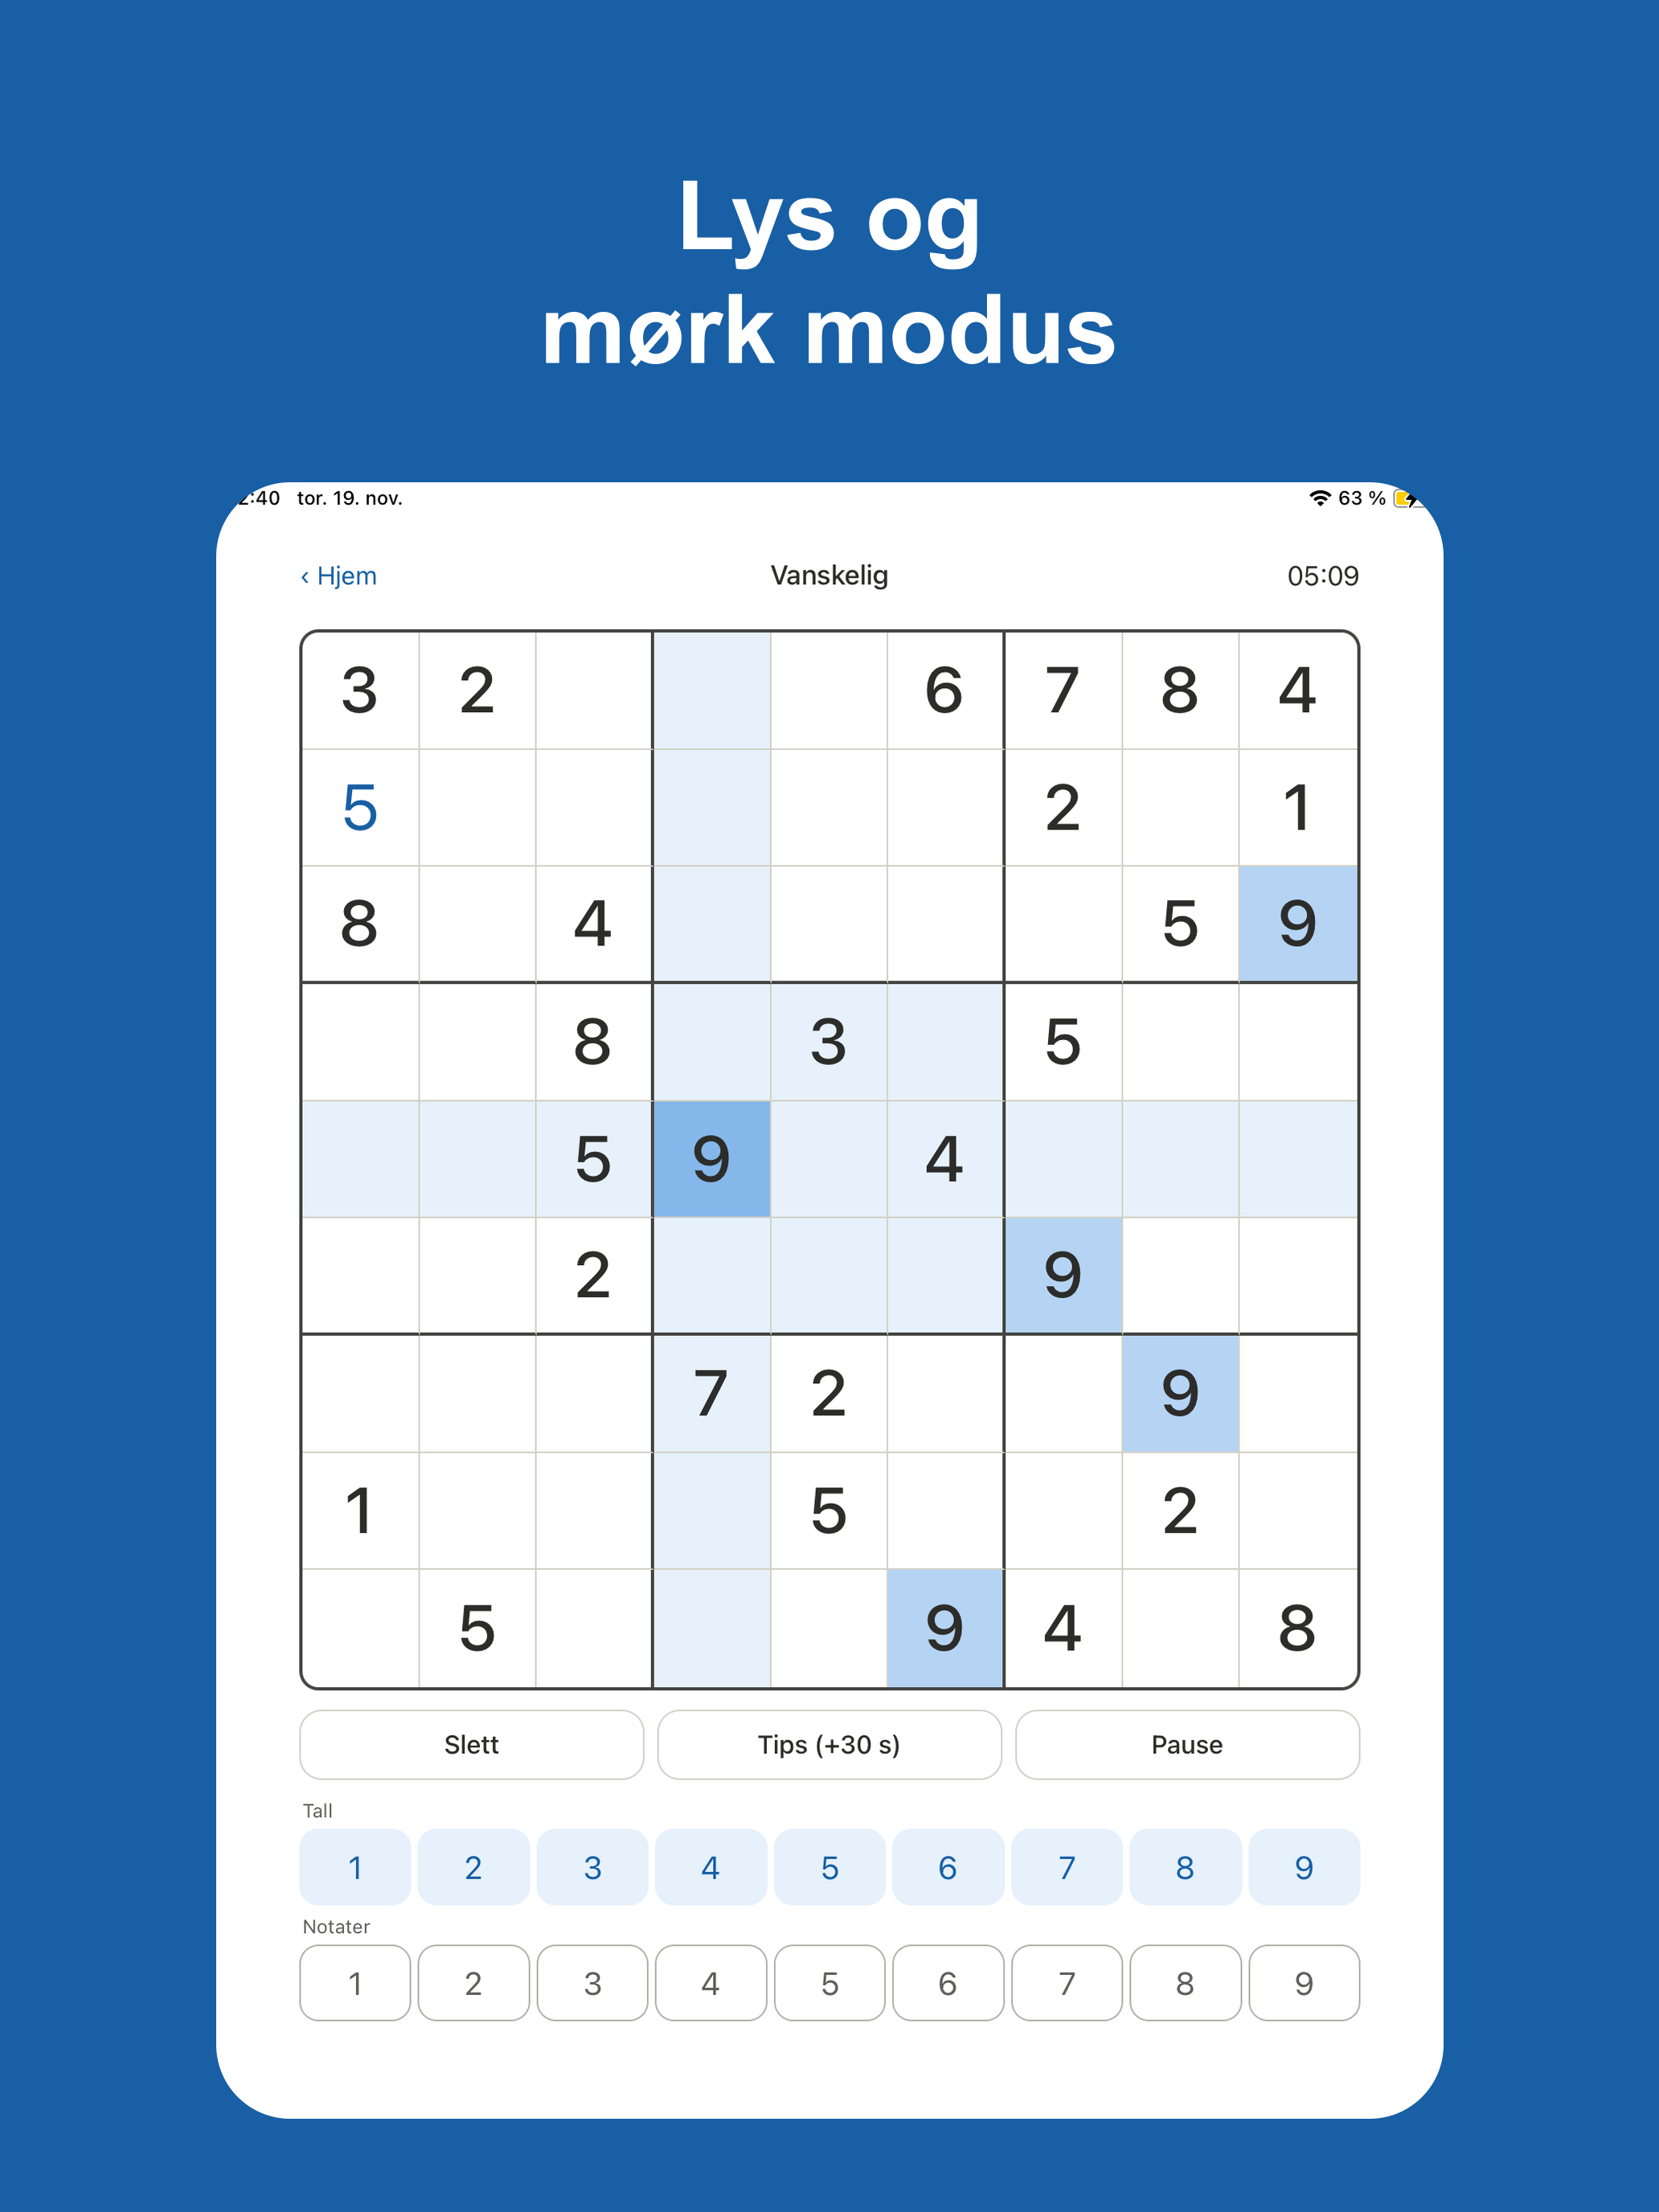 Lys og
mørk modus
2:40 tor. 19. nov. 63 %
‹ Hjem Vanskelig 05:09
3 2 6 7 8 4
5 2 1
8 4 5 9
8 3 5
5 9 4
2 9
7 2 9
1 5 2
5 9 4 8
Slett Tips (+30 s) Pause
Tall
1 2 3 4 5 6 7 8 9
Notater
1 2 3 4 5 6 7 8 9